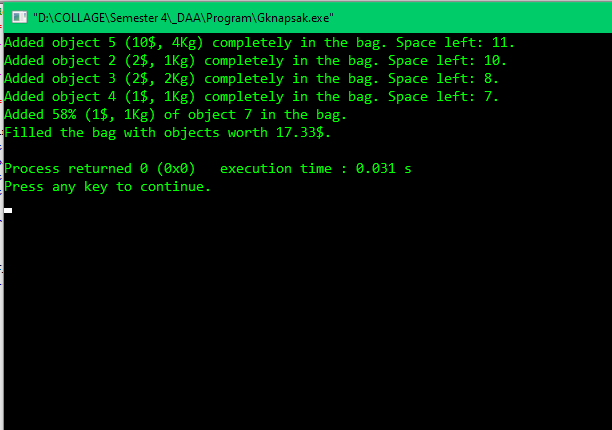 "D:\COLLAGE\Semester 4\_DAA\Program\Gknapsak.exe"
Added object 5 (10$, 4Kg) completely in the bag. Space left: 11.
Added object 2 (2$, 1Kg) completely in the bag. Space left: 10.
Added object 3 (2$, 2Kg) completely in the bag. Space left: 8.
Added object 4 (1$, 1Kg) completely in the bag. Space left: 7.
Added 58% (1$, 1Kg) of object 7 in the bag.
Filled the bag with objects worth 17.33$.
Process returned 0 (0x0)   execution time : 0.031 s
Press any key to continue.